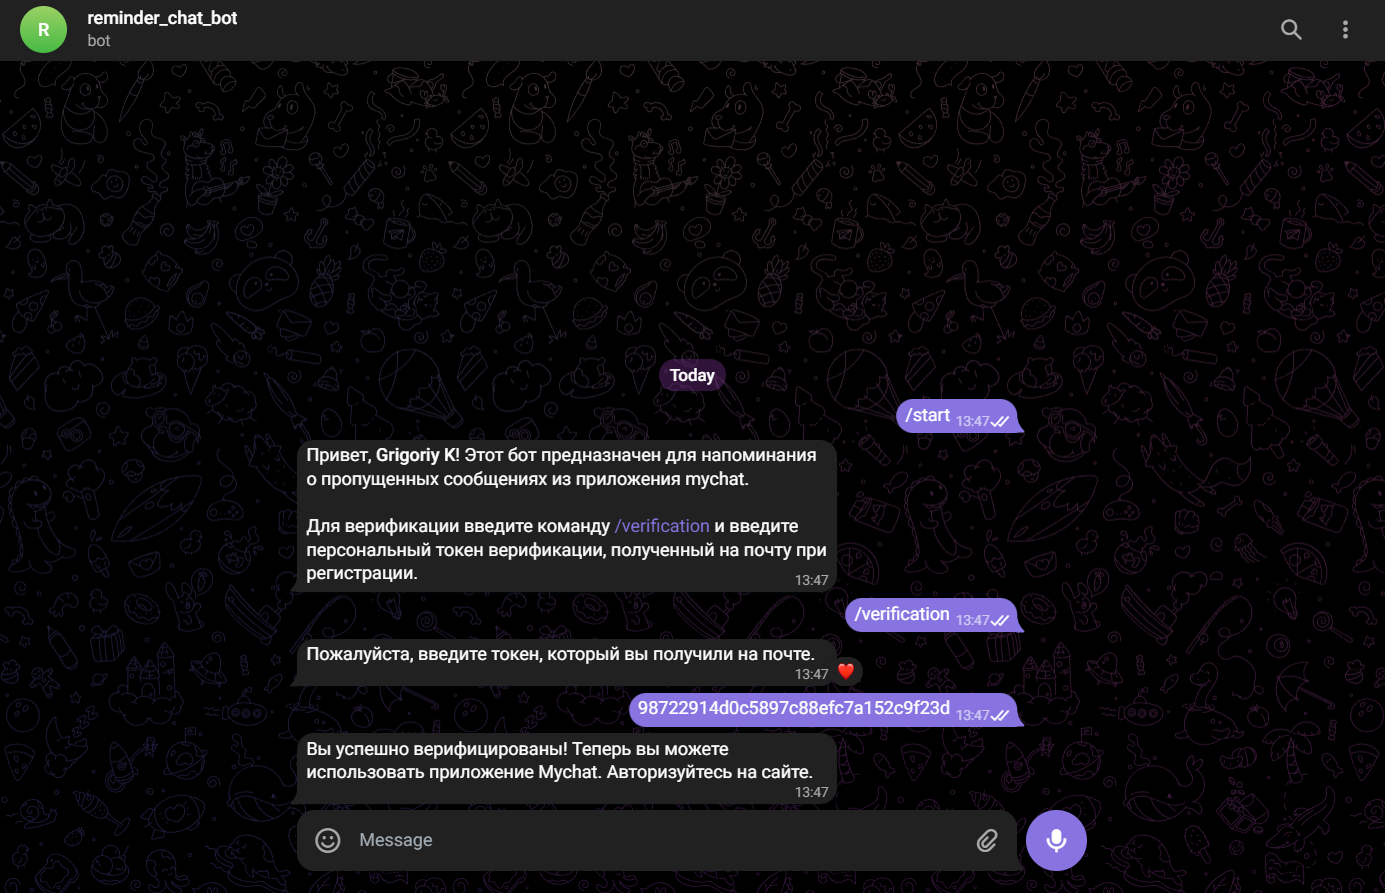 R
reminder_chat_bot
bot
Today
/start 13:47
Привет, Grigoriy K! Этот бот предназначен для напоминания
о пропущенных сообщениях из приложения mychat.
Для верификации введите команду /verification и введите
персональный токен верификации, полученный на почту при
регистрации.
13:47
/verification 13:47
Пожалуйста, введите токен, который вы получили на почте.
13:47
98722914d0c5897c88efc7a152c9f23d 13:47
Вы успешно верифицированы! Теперь вы можете
использовать приложение Mychat. Авторизуйтесь на сайте.
13:47
Message